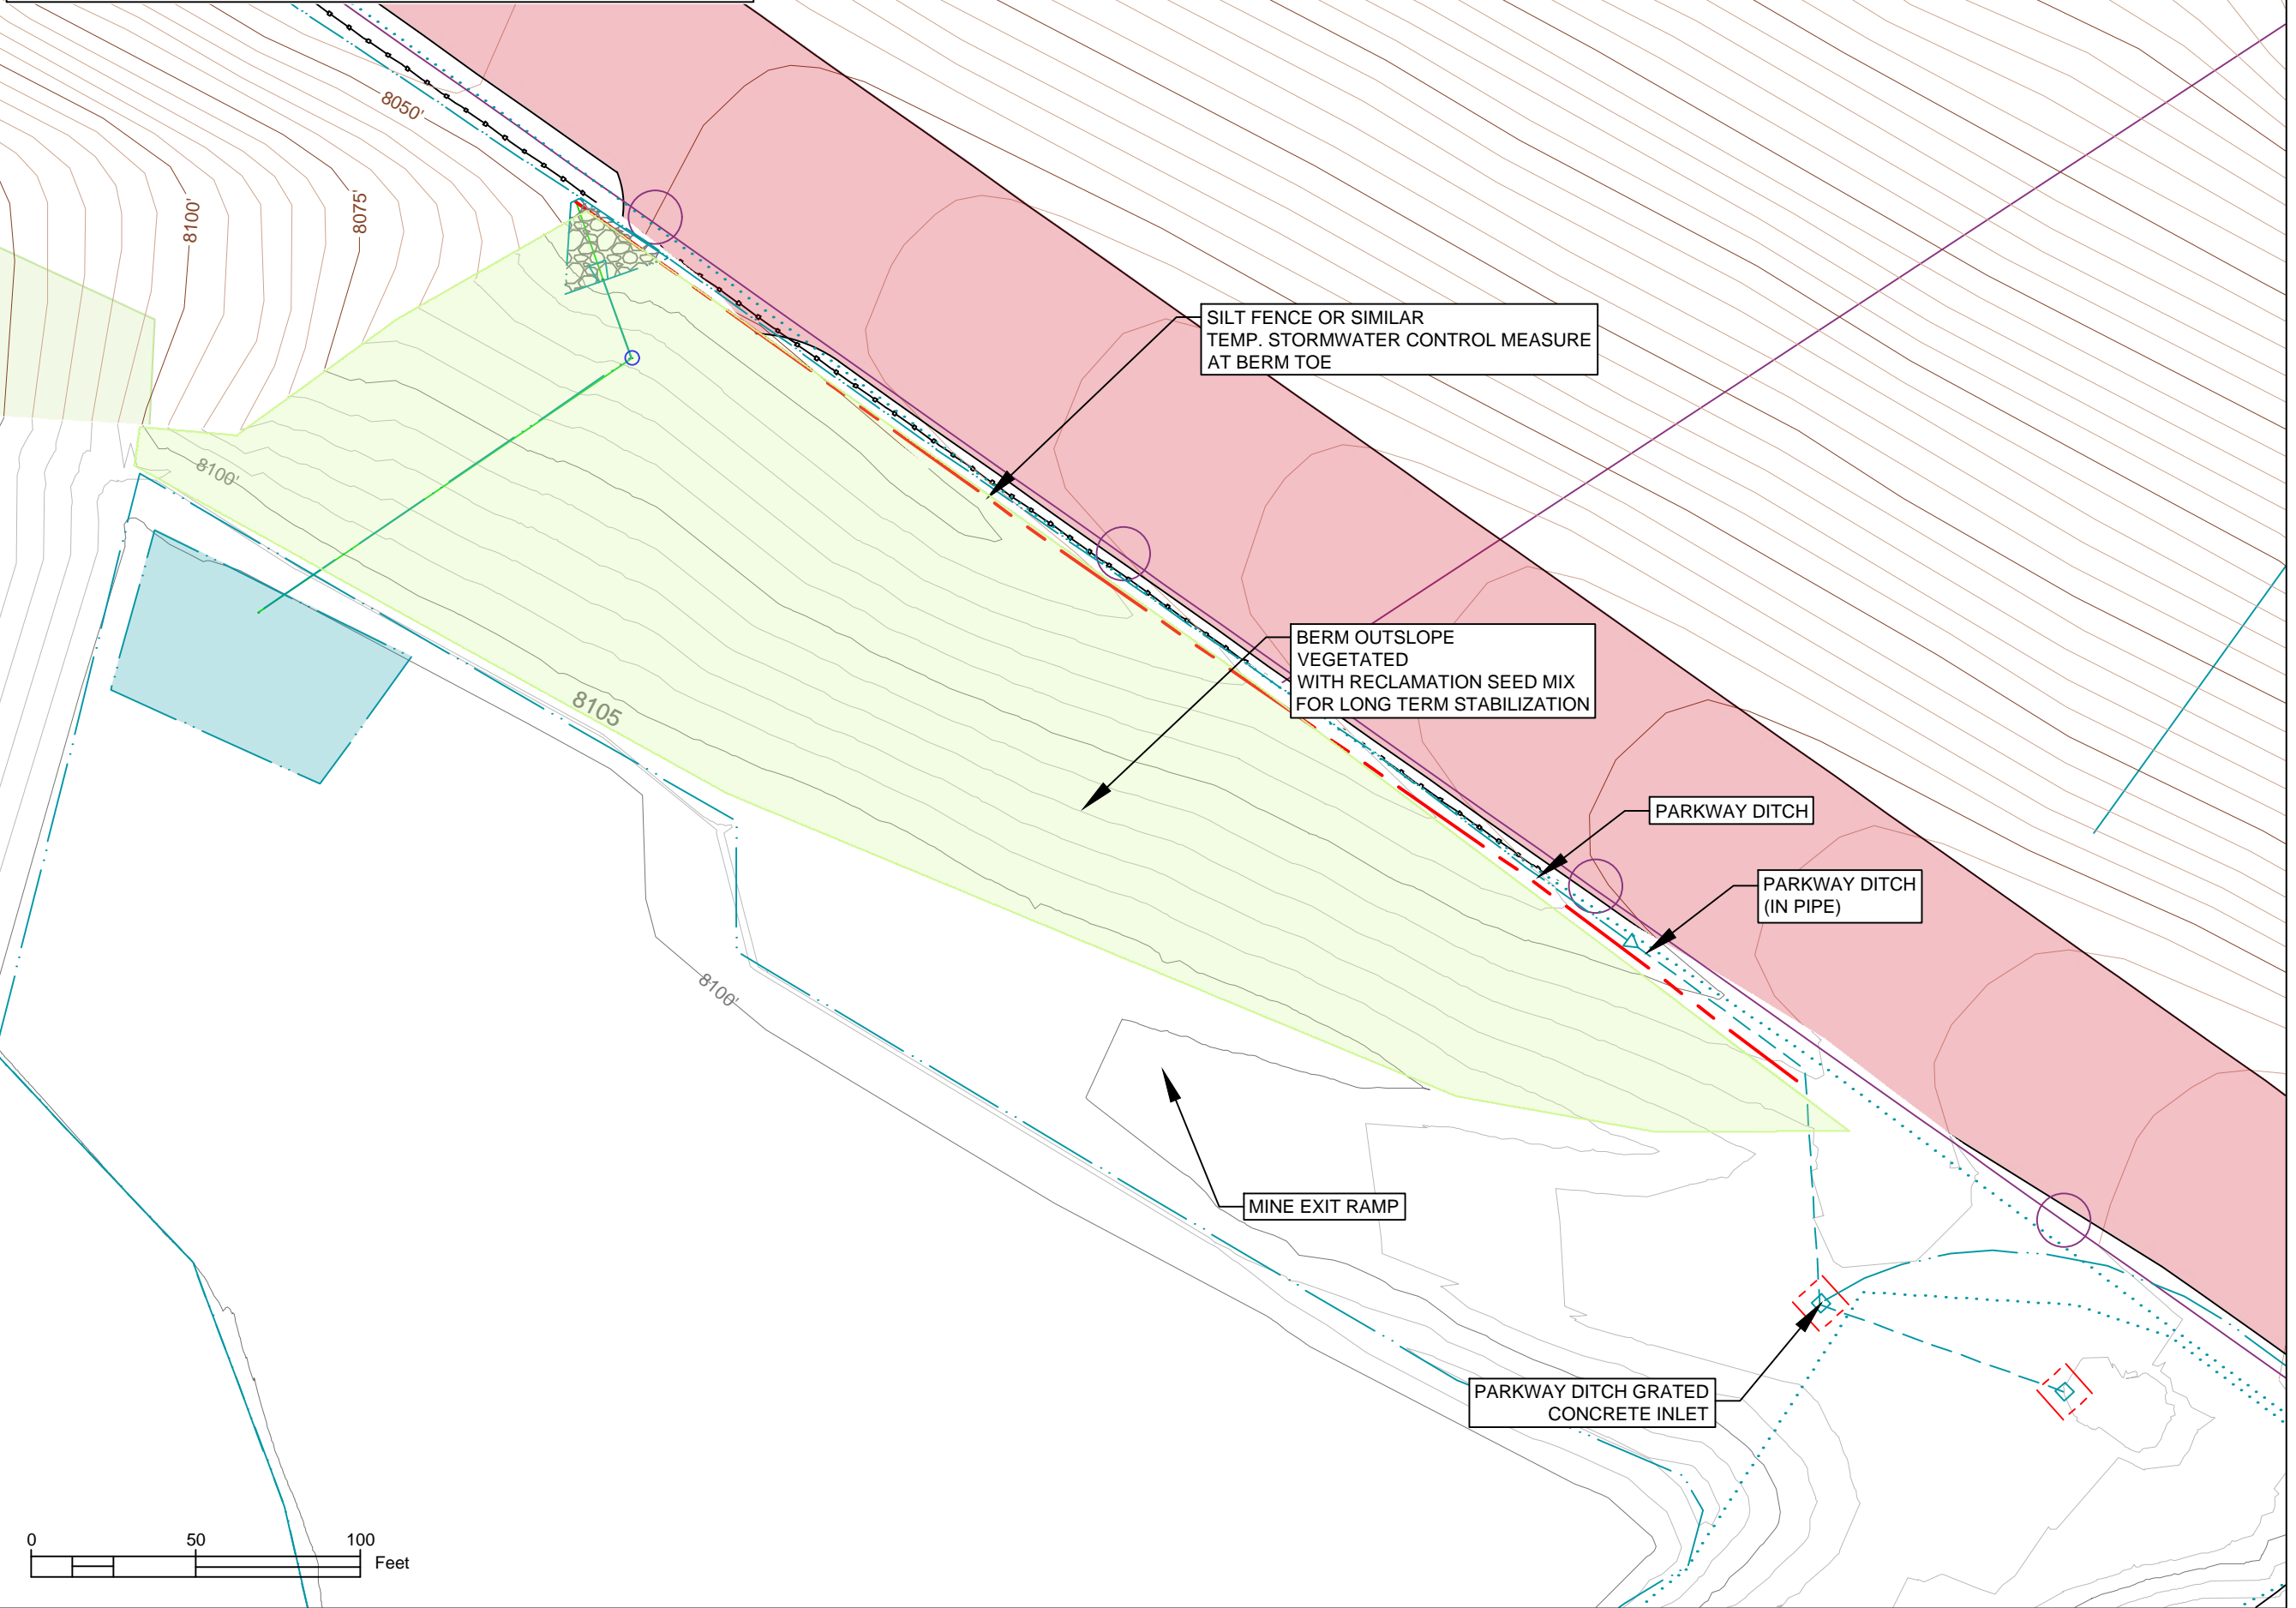 8050'
8100'
8075'
SILT FENCE OR SIMILAR
TEMP. STORMWATER CONTROL MEASURE
AT BERM TOE
8100'
BERM OUTSLOPE
VEGETATED
WITH RECLAMATION SEED MIX
FOR LONG TERM STABILIZATION
8105
PARKWAY DITCH
PARKWAY DITCH
(IN PIPE)
8100'
MINE EXIT RAMP
PARKWAY DITCH GRATED
CONCRETE INLET
0 50 100
Feet